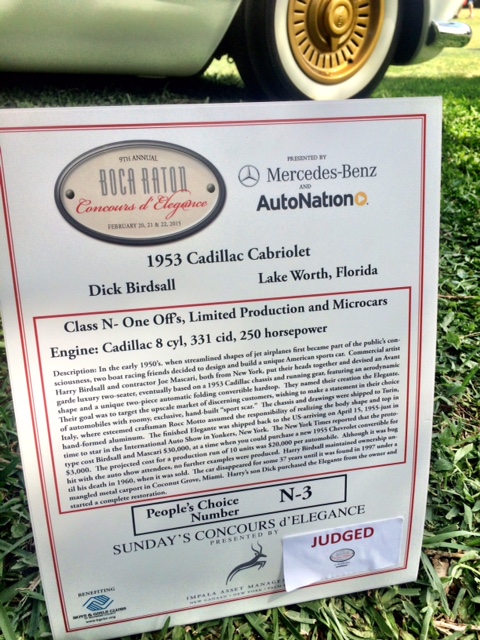 9TH ANNUAL
BOCA RATON
Concours d'Elegance
FEBRUARY 20, 21 & 22, 2015
PRESENTED BY
Mercedes-Benz
AND
AutoNation
1953 Cadillac Cabriolet
Dick Birdsall
Lake Worth, Florida
Class N- One Off's, Limited Production and Microcars
Engine: Cadillac 8 cyl, 331 cid, 250 horsepower
Description: In the early 1950's, when streamlined shapes of jet airplanes first became part of the public's con-
sciousness, two boat racing friends decided to design and build a unique American sports car. Commercial artist
Harry Birdsall and contractor Joe Mascari, both from New York, put their heads together and devised an Avant
garde luxury two-seater, eventually based on a 1953 Cadillac chassis and running gear, featuring an aerodynamic
shape and a unique two-piece automatic folding convertible hardtop. They named their creation the Elegante.
Their goal was to target the upscale market of discerning customers, wishing to make a statement in their choice
of automobiles with roomy, exclusive, hand-built "sport seax." The chassis and drawings were shipped to Turin,
Italy, where esteemed craftsman Rocc Motto assumed the responsibility of realizing the body shape and top in
hand-formed aluminum. The finished Elegante was shipped back to the US arriving on April 15, 1955 just in
time to star in the International Auto Show in Yonkers, New York. The New York Times reported that the proto-
type cost Birdsall and Mascari $30,000, at a time when you could purchase a new 1955 Chevrolet convertible for
$3,000. The projected cost for a production run of 10 units was $20,000 per automobile. Although it was big
hit with the auto show attendees, no further examples were produced. Harry Birdsall maintained ownership un-
til his death in 1960, when it was sold. The car disappeared for some 37 years until it was found in 1997 under a
mangled metal carport in Coconut Grove, Miami. Harry's son Dick purchased the Elegante from the owner and
started a complete restoration.
People's Choice
Number
N-3
SUNDAY'S CONCOURS d'ELEGANCE
PRESENTED BY
JUDGED
BENEFITING
BOYS & GIRLS CLUBS
IMPALA ASSET MANAGE